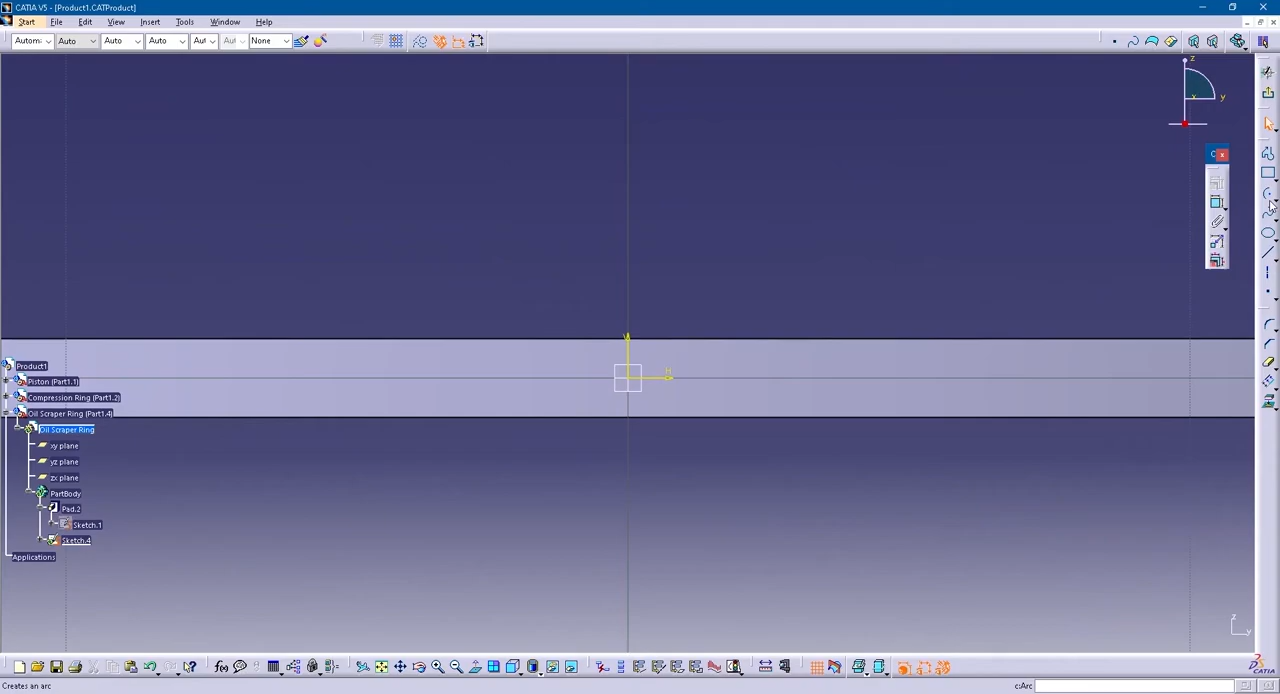 CATIA V5 - [Product1.CATProduct]
Start File Edit View Insert Tools Window Help
Autom: Auto Auto Auto Aut None
z
x y
C
V
H
Product1
Piston (Part1.1)
Compression Ring (Part1.2)
Oil Scraper Ring (Part1.4)
Oil Scraper Ring
xy plane
yz plane
zx plane
PartBody
Pad.2
Sketch.1
Sketch.4
Applications
z
y
f(x)
CATIA
Creates an arc c:Arc